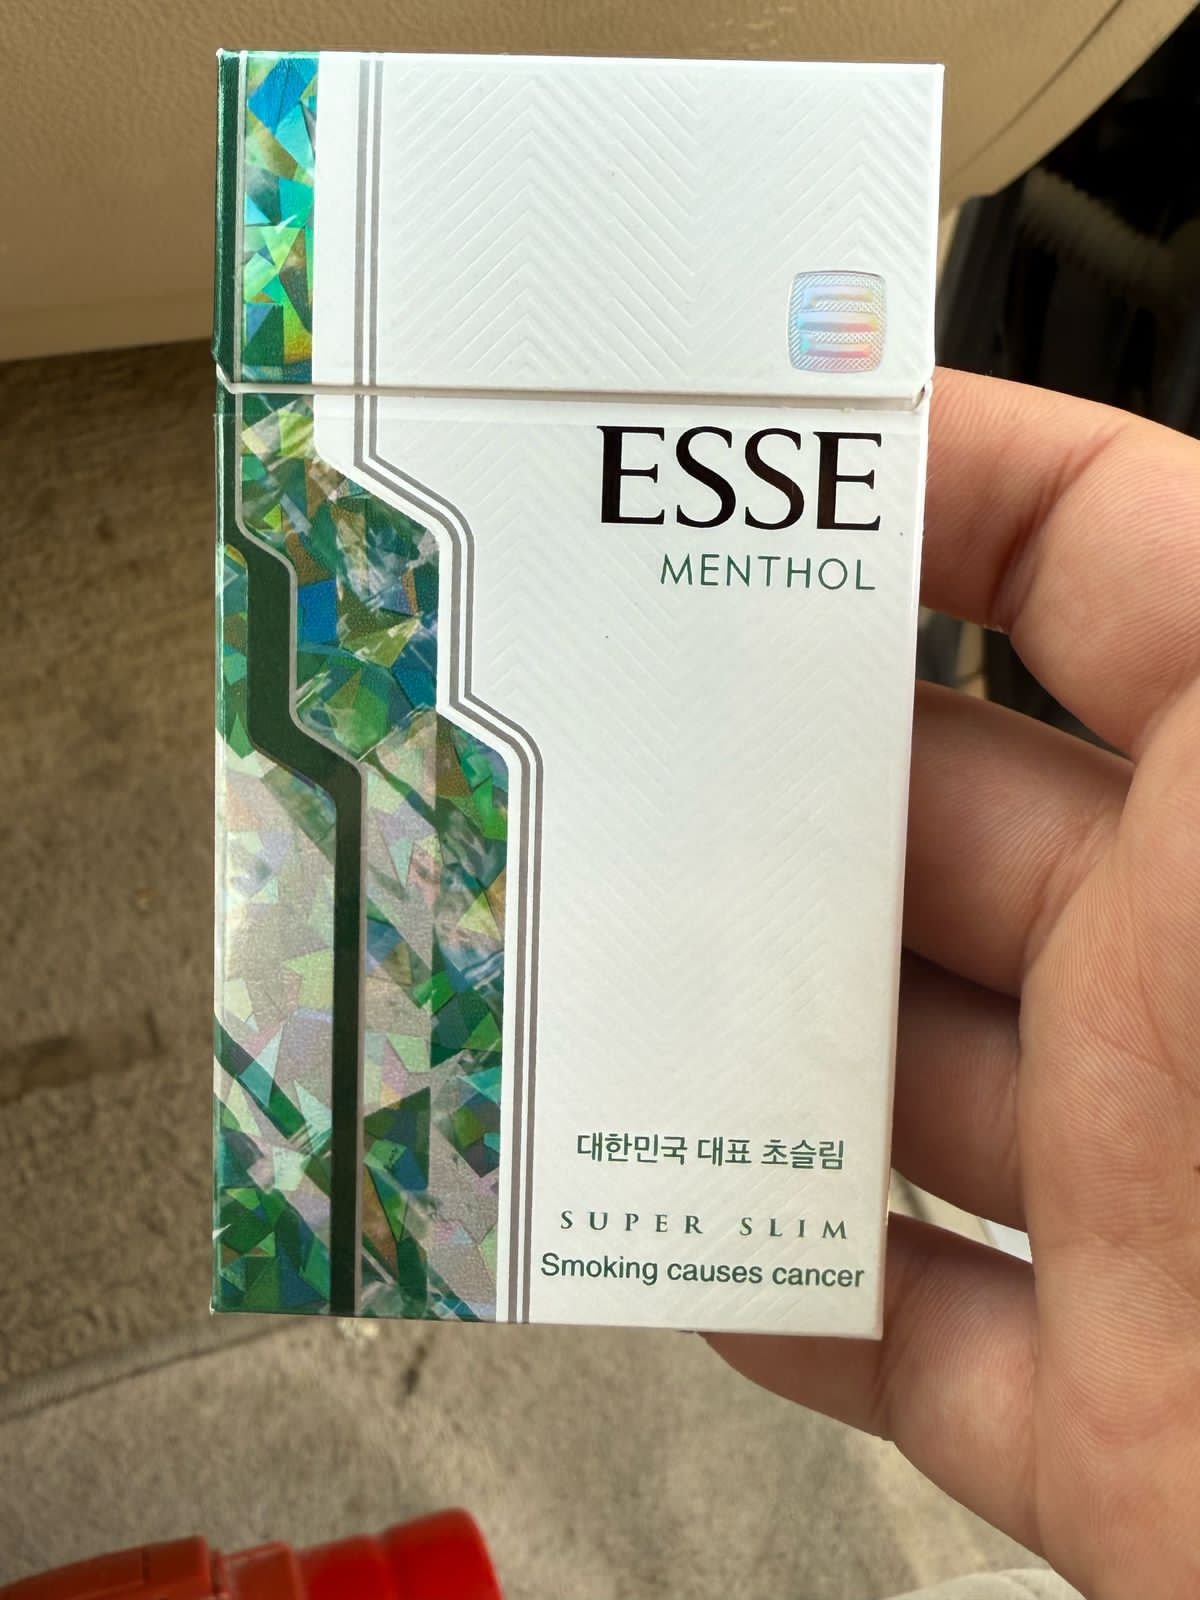 ESSE
MENTHOL
대한민국 대표 초슬림
SUPER SLIM
Smoking causes cancer